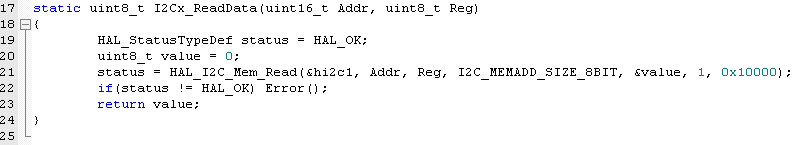 17 static uint8_t I2Cx_ReadData(uint16_t Addr, uint8_t Reg)
18 {
19 HAL_StatusTypeDef status = HAL_OK;
20 uint8_t value = 0;
21 status = HAL_I2C_Mem_Read(&hi2c1, Addr, Reg, I2C_MEMADD_SIZE_8BIT, &value, 1, 0x10000);
22 if(status != HAL_OK) Error();
23 return value;
24 }
25